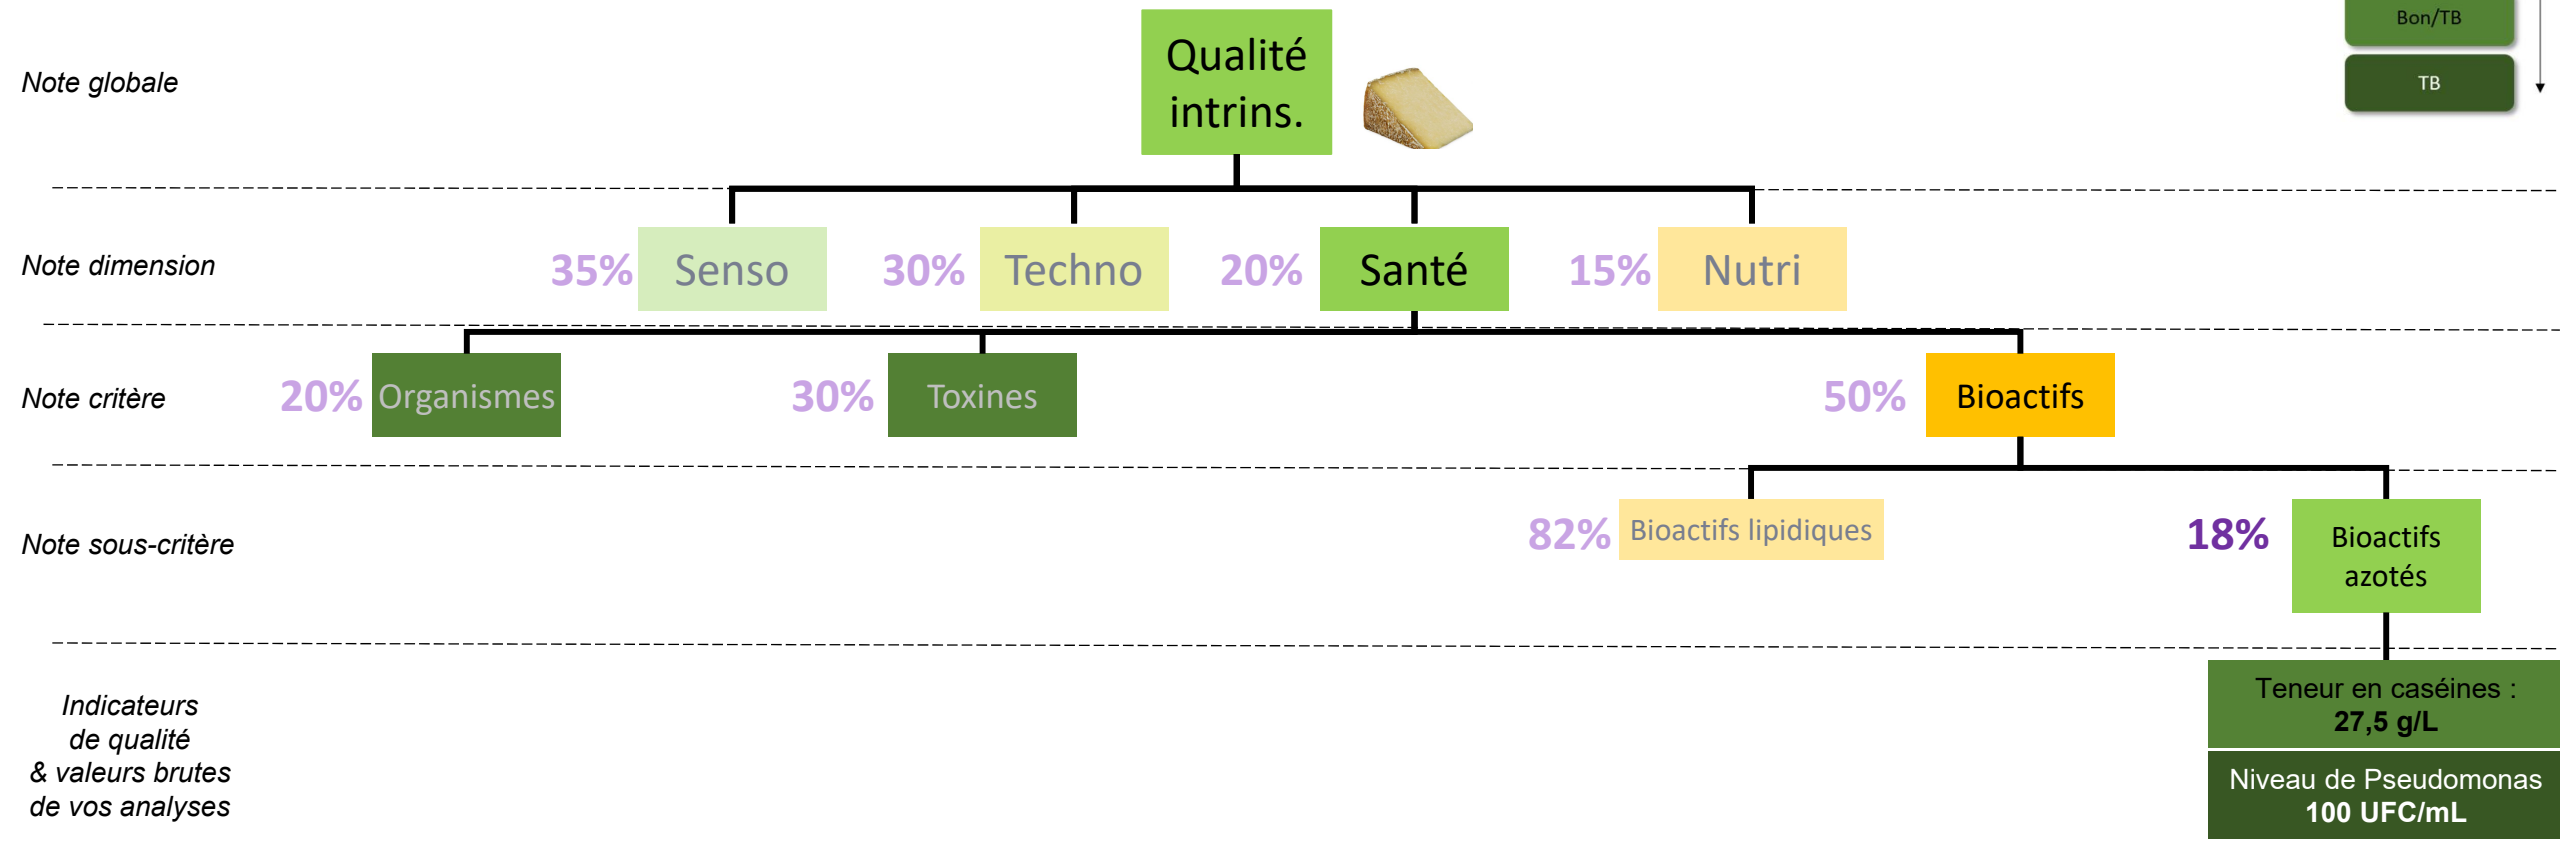 Bon/TB
TB
Note globale
Qualité
intrins.
Note dimension
35% Senso
30% Techno
20% Santé
15% Nutri
Note critère
20% Organismes
30% Toxines
50% Bioactifs
Note sous-critère
82% Bioactifs lipidiques
18% Bioactifs
azotés
Indicateurs
de qualité
& valeurs brutes
de vos analyses
Teneur en caséines :
27,5 g/L
Niveau de Pseudomonas
100 UFC/mL